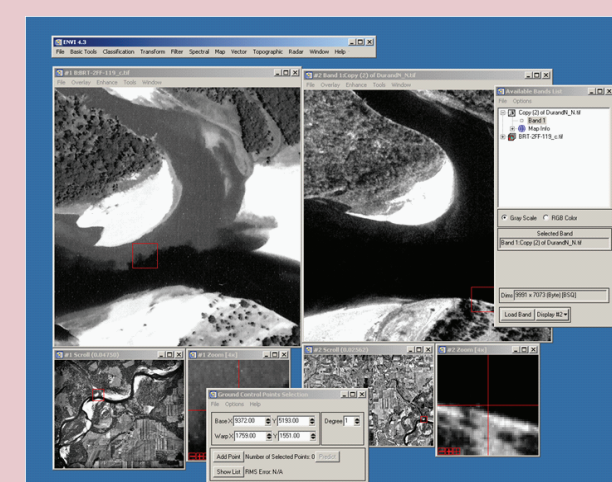 ENVI 4.3
File Basic Tools Classification Transform Filter Spectral Map Vector Topographic Radar Window Help
#1 B:BRT-2FF-119_c.tif
File Overlay Enhance Tools Window
#2 Band 1:Copy (2) of DurandN_N.tif
File Overlay Enhance Tools Window
Available Bands List
File Options
Copy (2) of DurandN_N.tif
Band 1
Map Info
BRT-2FF-119_c.tif
Gray Scale RGB Color
Selected Band
Band 1:Copy (2) of DurandN_N.tif
Dims 9991 x 7073 (Byte) [BSQ]
Load Band Display #2
#1 Scroll (0.04750)
#1 Zoom [4x]
#2 Scroll (0.02562)
#2 Zoom [4x]
Ground Control Points Selection
File Options Help
Base X 9372.00 Y 5193.00 Degree 1
Warp X 1759.00 Y 1551.00
Add Point Number of Selected Points: 0 Predict
Show List RMS Error: N/A